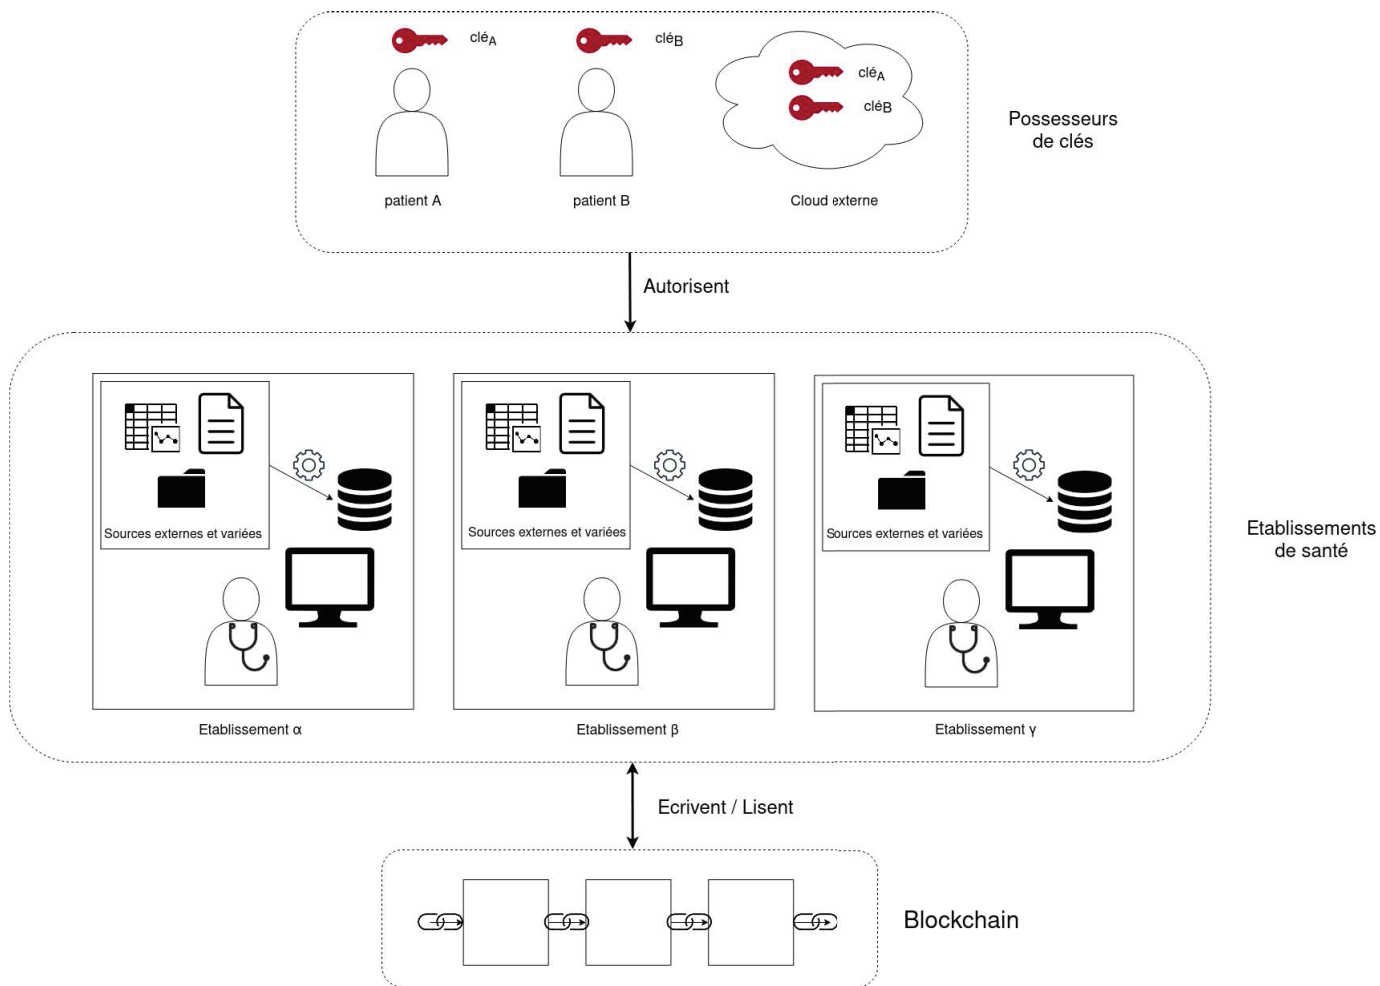 cléA
cléB
cléA
cléB
Possesseurs
de clés
patient A
patient B
Cloud externe
Autorisent
Sources externes et variées
Sources externes et variées
Sources externes et variées
Etablissements
de santé
Etablissement α
Etablissement β
Etablissement γ
Ecrivent / Lisent
Blockchain